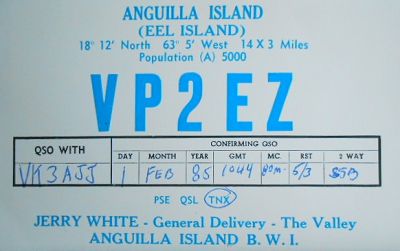 ANGUILLA ISLAND
(EEL ISLAND)
18° 12' North 63° 5' West 14 X 3 Miles
Population (A) 5000
VP2EZ
QSO WITH CONFIRMING QSO
DAY MONTH YEAR GMT MC. RST 2 WAY
VK3AJJ 1 FEB 85 1044 80m 5/3 SSB
PSE QSL TNX
JERRY WHITE - General Delivery - The Valley
ANGUILLA ISLAND B. W. I.